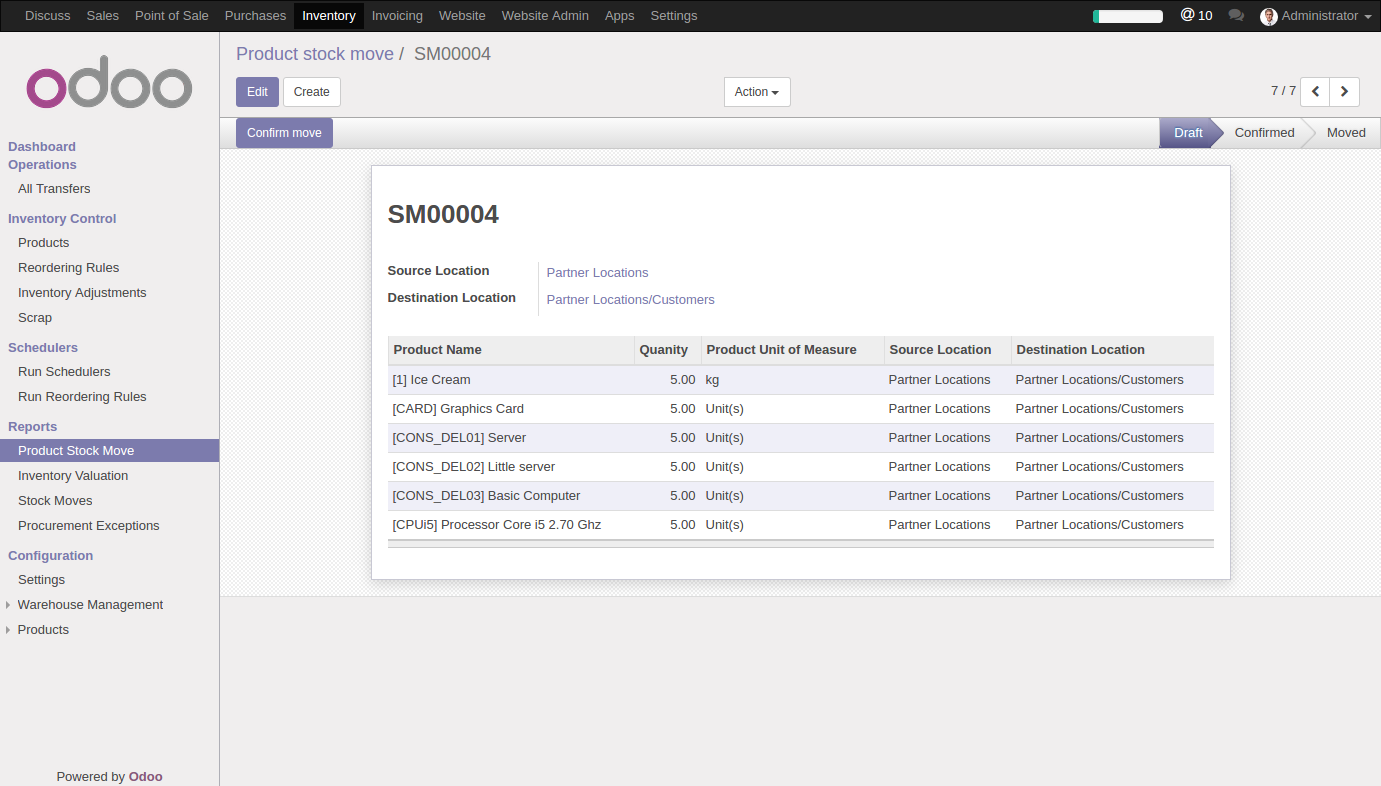 Discuss Sales Point of Sale Purchases Inventory Invoicing Website Website Admin Apps Settings @ 10 Administrator
odoo
Product stock move / SM00004
Edit Create Action 7 / 7
Confirm move Draft Confirmed Moved
Dashboard
Operations
All Transfers
Inventory Control
Products
Reordering Rules
Inventory Adjustments
Scrap
Schedulers
Run Schedulers
Run Reordering Rules
Reports
Product Stock Move
Inventory Valuation
Stock Moves
Procurement Exceptions
Configuration
Settings
Warehouse Management
Products
Powered by Odoo
SM00004
Source Location Partner Locations
Destination Location Partner Locations/Customers
Product Name Quanity Product Unit of Measure Source Location Destination Location
[1] Ice Cream 5.00 kg Partner Locations Partner Locations/Customers
[CARD] Graphics Card 5.00 Unit(s) Partner Locations Partner Locations/Customers
[CONS_DEL01] Server 5.00 Unit(s) Partner Locations Partner Locations/Customers
[CONS_DEL02] Little server 5.00 Unit(s) Partner Locations Partner Locations/Customers
[CONS_DEL03] Basic Computer 5.00 Unit(s) Partner Locations Partner Locations/Customers
[CPUi5] Processor Core i5 2.70 Ghz 5.00 Unit(s) Partner Locations Partner Locations/Customers